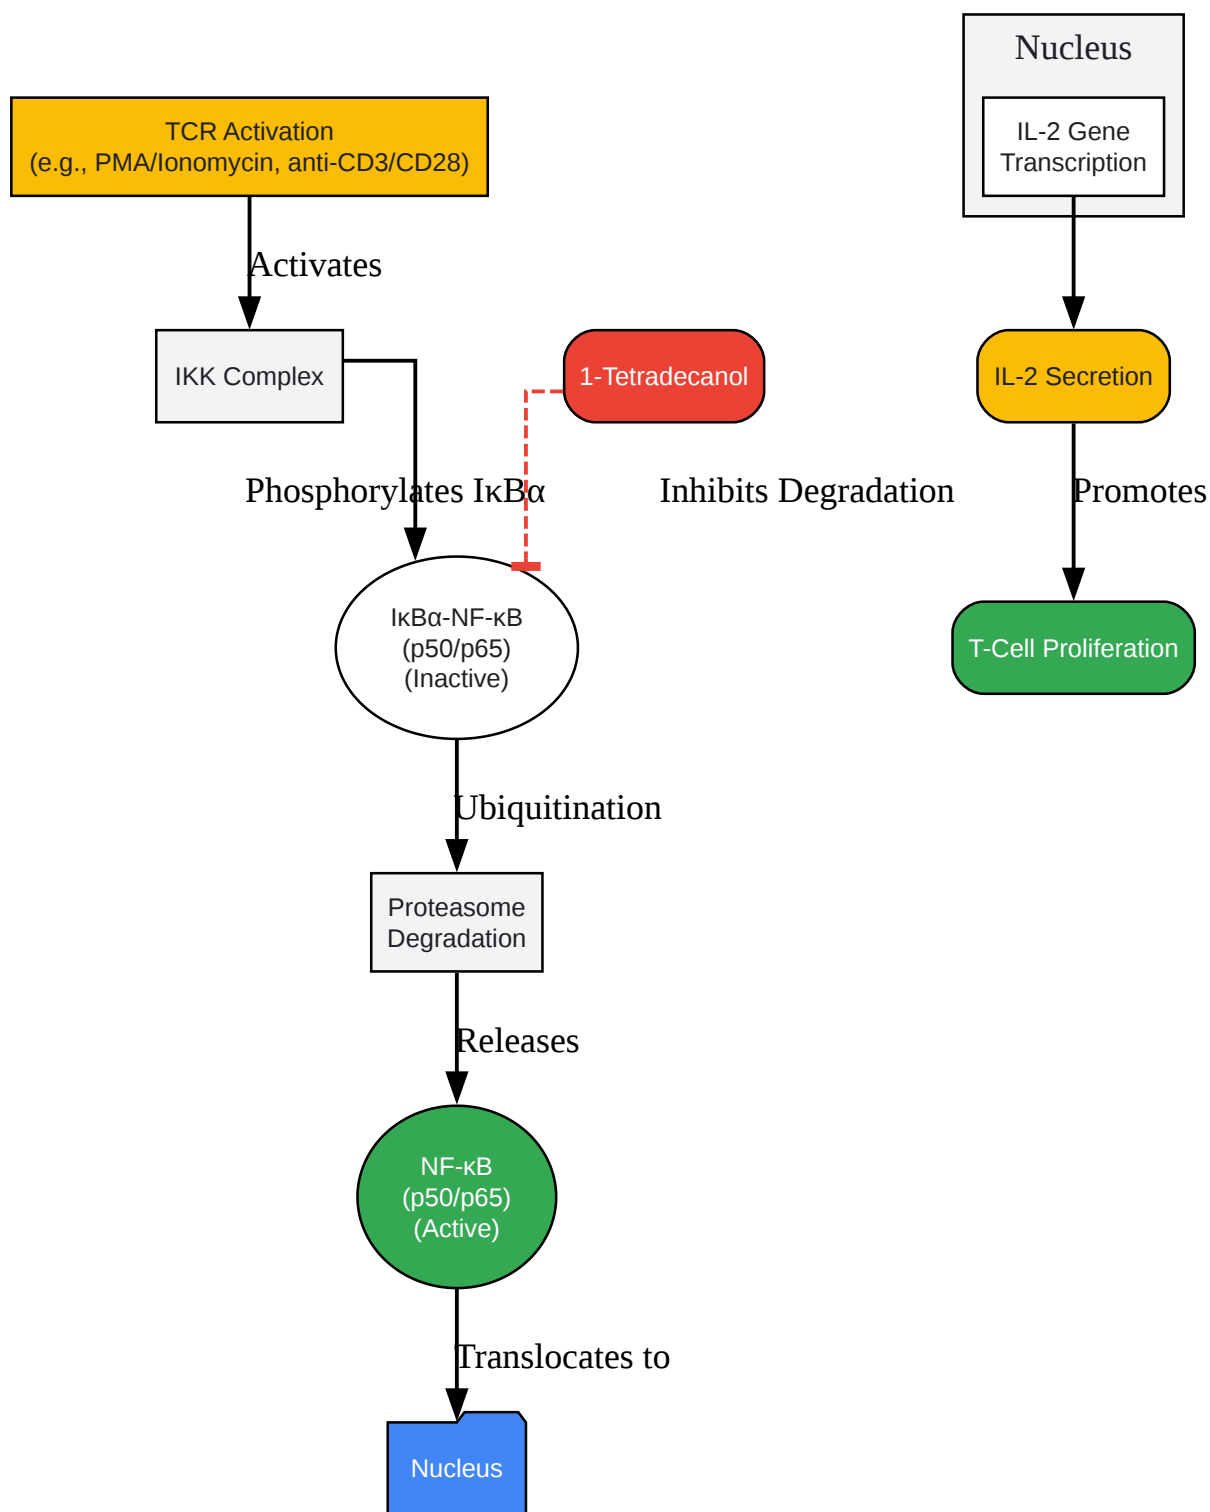 Nucleus
TCR Activation
(e.g., PMA/Ionomycin, anti-CD3/CD28)
IL-2 Gene
Transcription
Activates
IKK Complex
1-Tetradecanol
IL-2 Secretion
Phosphorylates IκBα
Inhibits Degradation
Promotes
IκBα-NF-κB
(p50/p65)
(Inactive)
T-Cell Proliferation
Ubiquitination
Proteasome
Degradation
Releases
NF-κB
(p50/p65)
(Active)
Translocates to
Nucleus